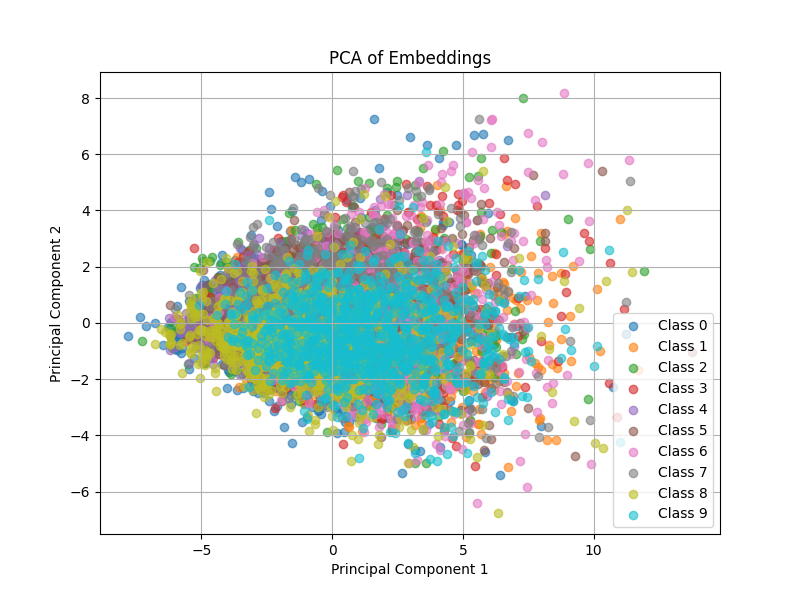 PCA of Embeddings
Principal Component 2
8
6
4
2
0
−2
−4
−6
−5
0
5
10
Principal Component 1
Class 0
Class 1
Class 2
Class 3
Class 4
Class 5
Class 6
Class 7
Class 8
Class 9